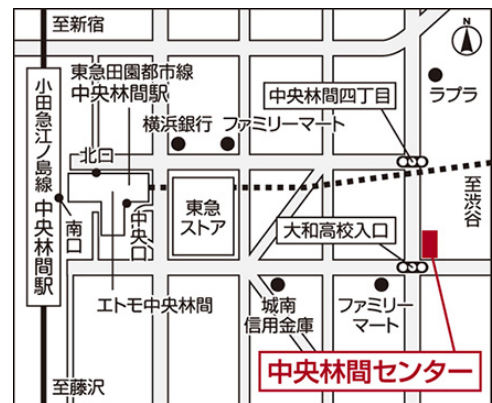 至新宿
N
東急田園都市線
中央林間駅
中央林間四丁目
ラプラ
横浜銀行
ファミリーマート
小田急江ノ島線 中央林間駅
北口
南口
中央口
東急
ストア
至渋谷
大和高校入口
エトモ中央林間
城南
信用金庫
ファミリー
マート
中央林間センター
至藤沢